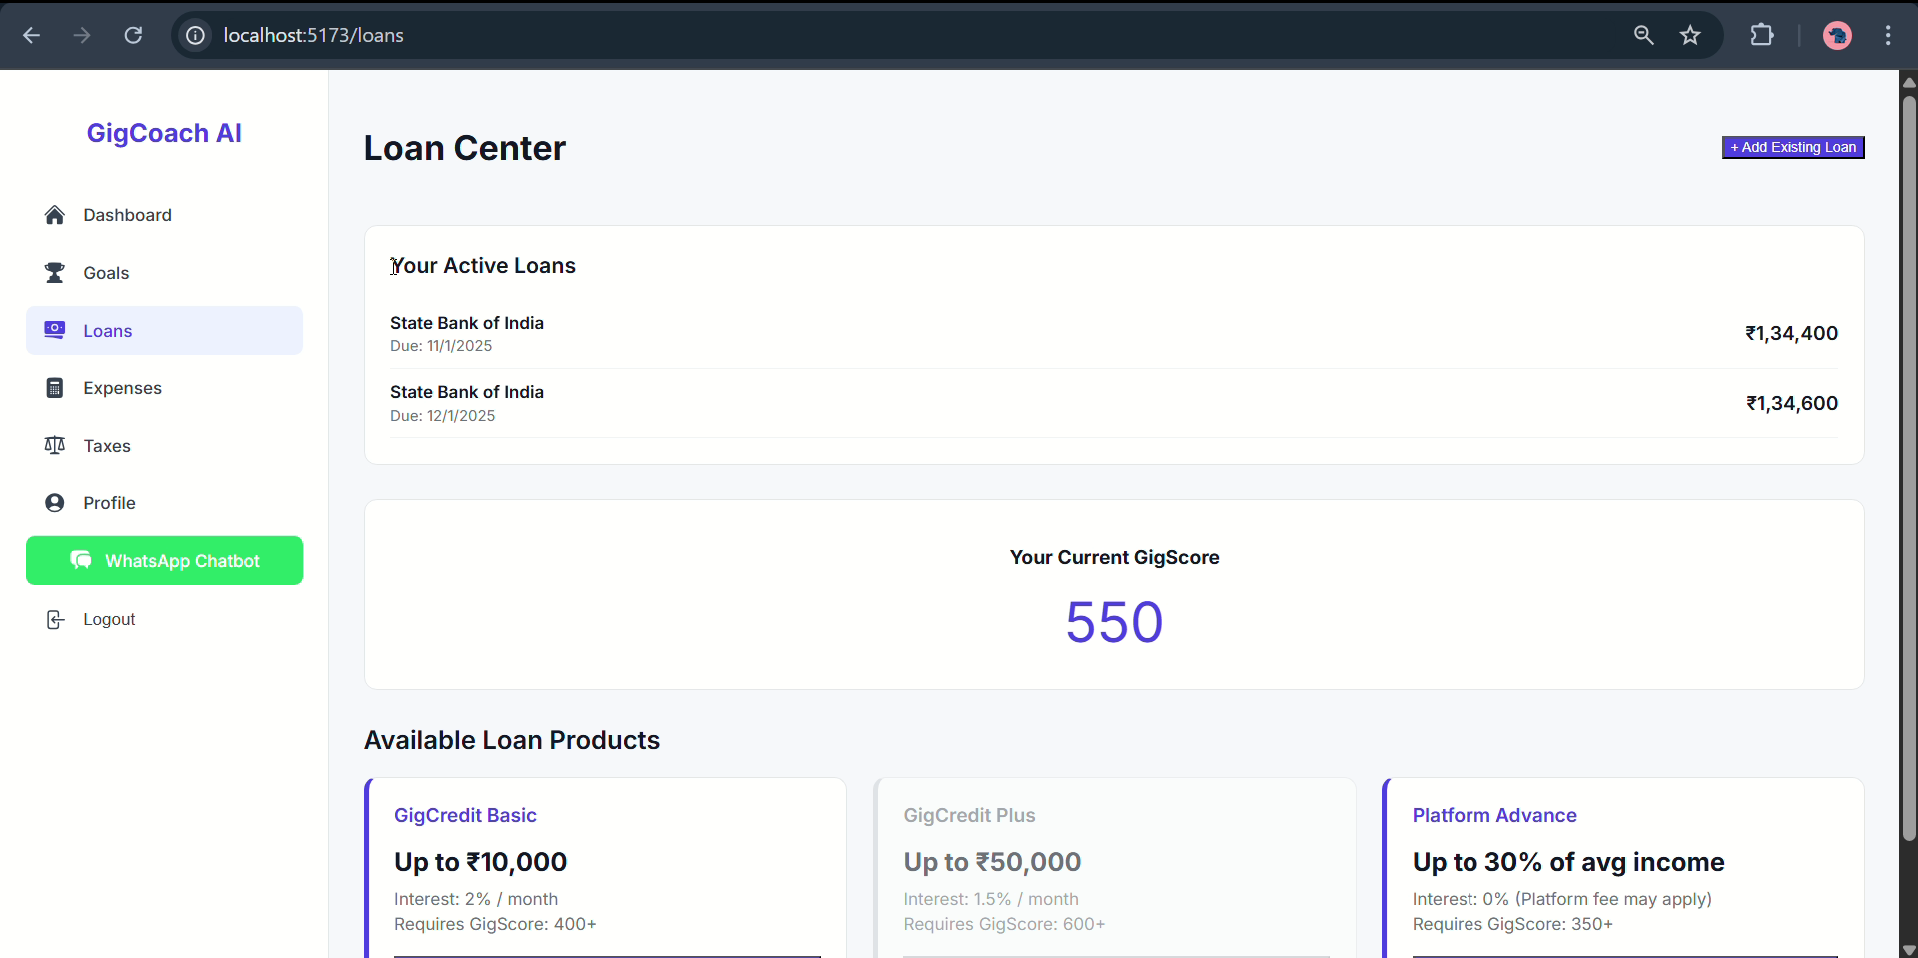 localhost:5173/loans
GigCoach AI
Dashboard
Goals
Loans
Expenses
Taxes
Profile
WhatsApp Chatbot
Logout
Loan Center
+ Add Existing Loan
Your Active Loans
State Bank of India
Due: 11/1/2025
₹1,34,400
State Bank of India
Due: 12/1/2025
₹1,34,600
Your Current GigScore
550
Available Loan Products
GigCredit Basic
Up to ₹10,000
Interest: 2% / month
Requires GigScore: 400+
GigCredit Plus
Up to ₹50,000
Interest: 1.5% / month
Requires GigScore: 600+
Platform Advance
Up to 30% of avg income
Interest: 0% (Platform fee may apply)
Requires GigScore: 350+